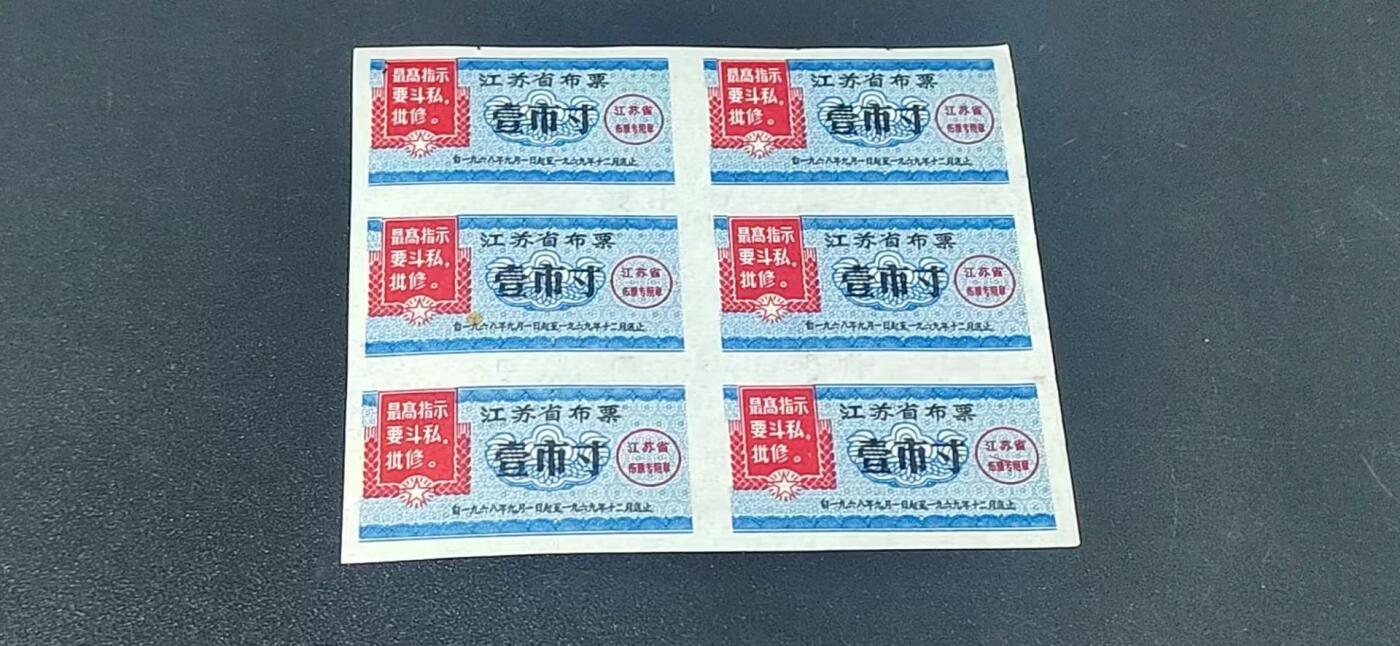 最高指示
要斗私，
批修。
江苏省布票
壹市寸
江苏省
布票专用章
自一九六八年九月一日起至一九六九年十二月底止
最高指示
要斗私，
批修。
江苏省布票
壹市寸
江苏省
布票专用章
自一九六八年九月一日起至一九六九年十二月底止
最高指示
要斗私，
批修。
江苏省布票
壹市寸
江苏省
布票专用章
自一九六八年九月一日起至一九六九年十二月底止
最高指示
要斗私，
批修。
江苏省布票
壹市寸
江苏省
布票专用章
自一九六八年九月一日起至一九六九年十二月底止
最高指示
要斗私，
批修。
江苏省布票
壹市寸
江苏省
布票专用章
自一九六八年九月一日起至一九六九年十二月底止
最高指示
要斗私，
批修。
江苏省布票
壹市寸
江苏省
布票专用章
自一九六八年九月一日起至一九六九年十二月底止